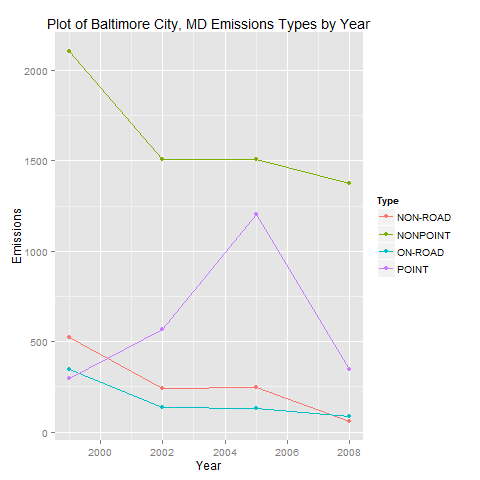 Plot of Baltimore City, MD Emissions Types by Year
Emissions
2000
1500
1000
500
0
2000 2002 2004 2006 2008
Year
Type
NON-ROAD
NONPOINT
ON-ROAD
POINT